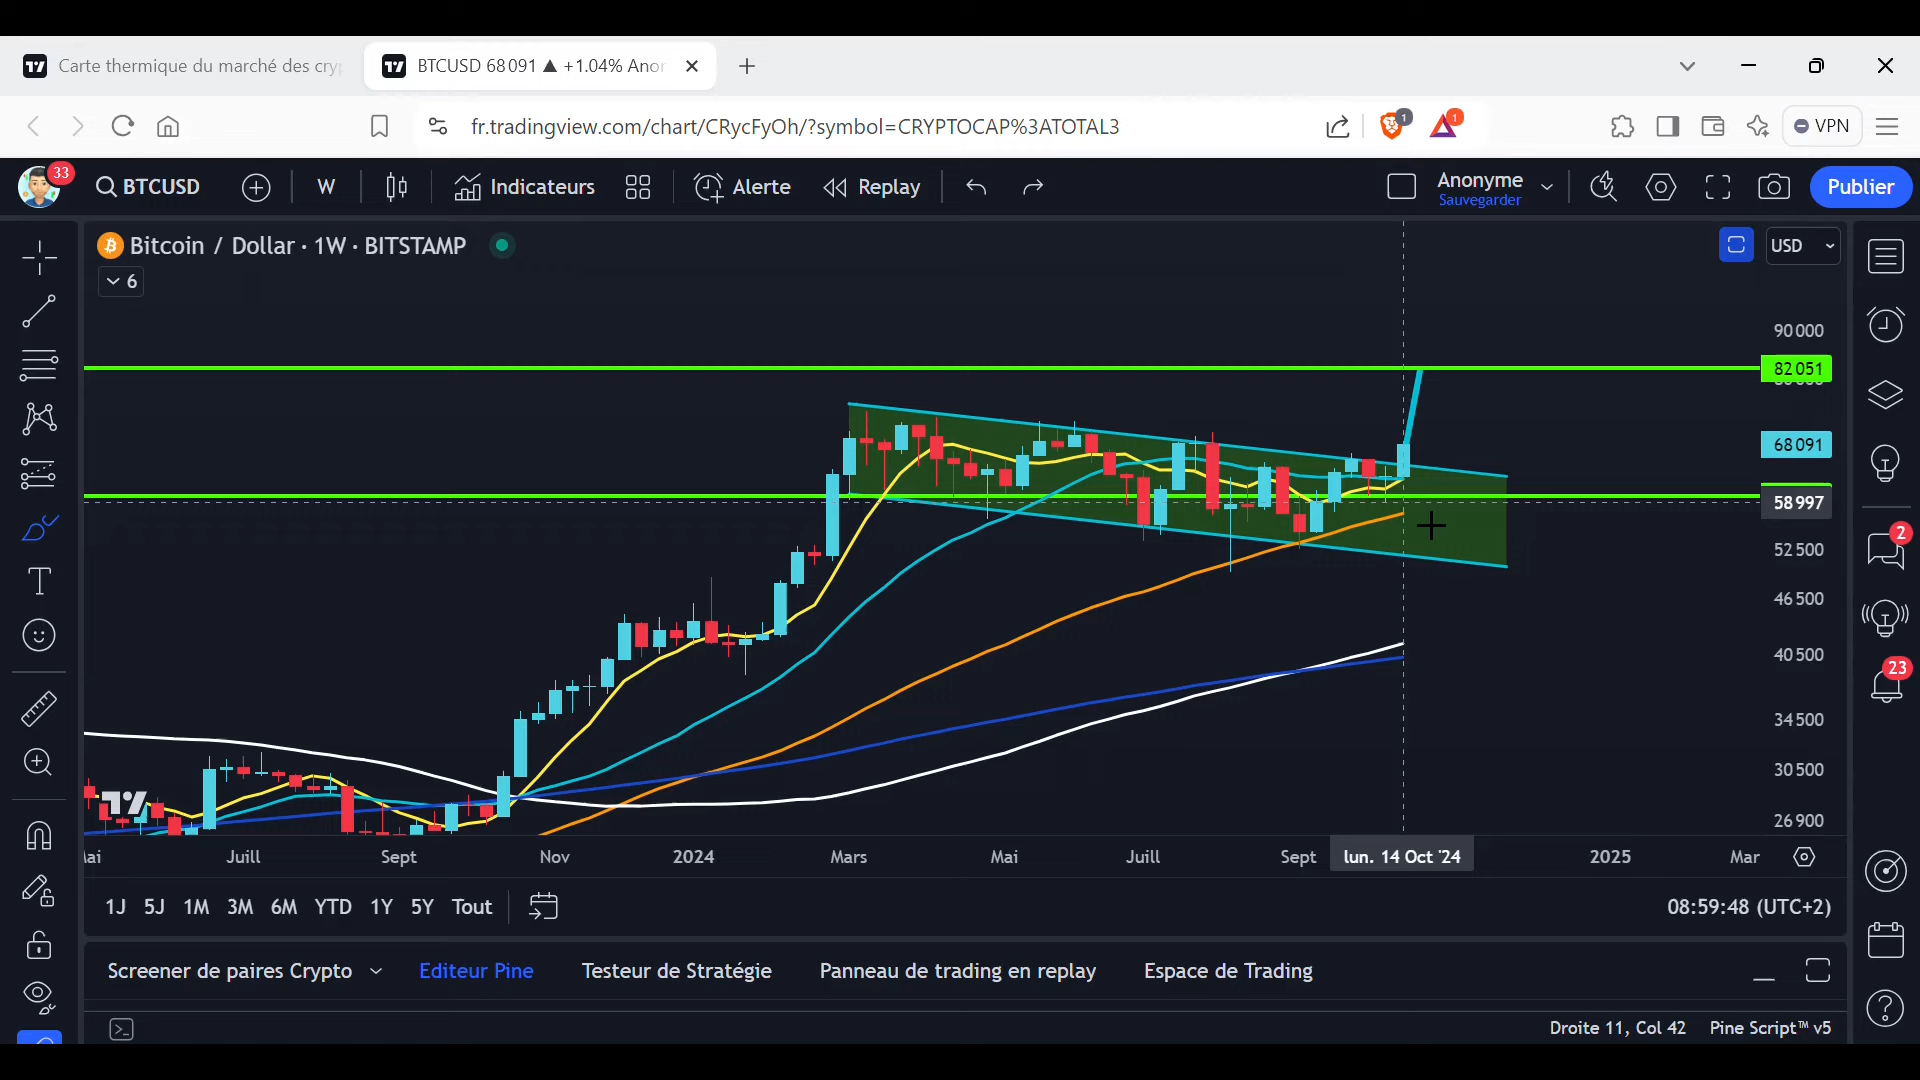 Carte thermique du marché des cry
BTCUSD 68 091 ▲ +1.04% Anor
fr.tradingview.com/chart/CRycFyOh/?symbol=CRYPTOCAP%3ATOTAL3
1
1
VPN
33
BTCUSD
W
Indicateurs
Alerte
Replay
Anonyme
Sauvegarder
Publier
Bitcoin / Dollar · 1W · BITSTAMP
USD
6
90 000
82 051
68 091
58 997
52 500
46 500
40 500
34 500
30 500
26 900
2
23
Mai
Juill
Sept
Nov
2024
Mars
Mai
Juill
Sept
lun. 14 Oct '24
2025
Mar
1J 5J 1M 3M 6M YTD 1Y 5Y Tout
08:59:48 (UTC+2)
Screener de paires Crypto
Editeur Pine
Testeur de Stratégie
Panneau de trading en replay
Espace de Trading
Droite 11, Col 42
Pine Script™ v5